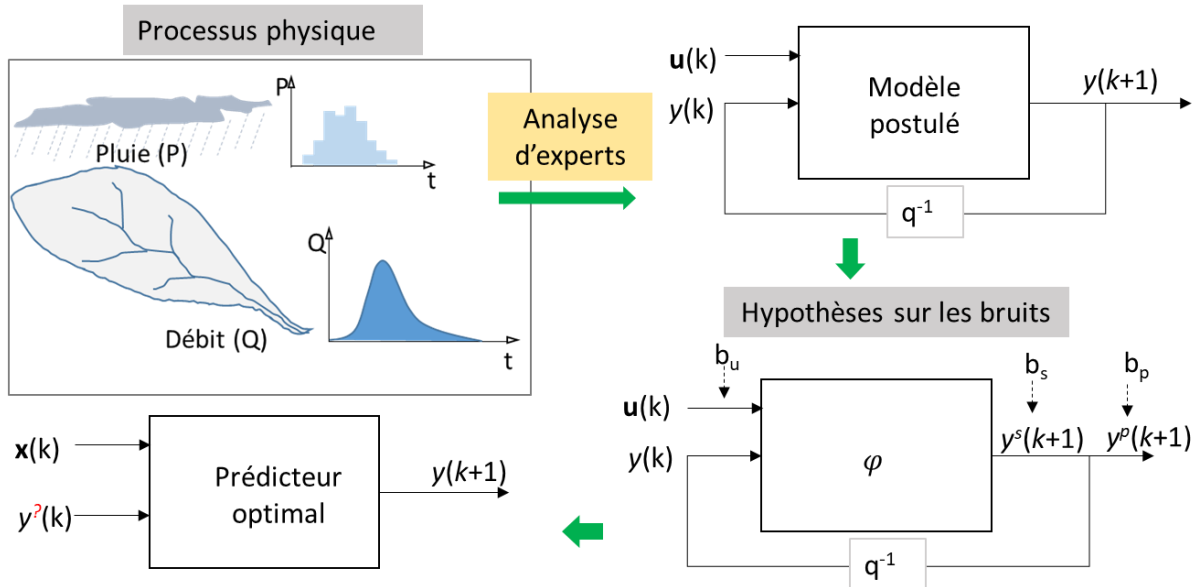 Processus physique
P
t
Pluie (P)
Q
t
Débit (Q)
Analyse
d'experts
u(k)
y(k)
Modèle
postulé
y(k+1)
q⁻¹
Hypothèses sur les bruits
bᵤ
bₛ
bₚ
u(k)
y(k)
φ
yˢ(k+1)
yᵖ(k+1)
q⁻¹
x(k)
y?(k)
Prédicteur
optimal
y(k+1)